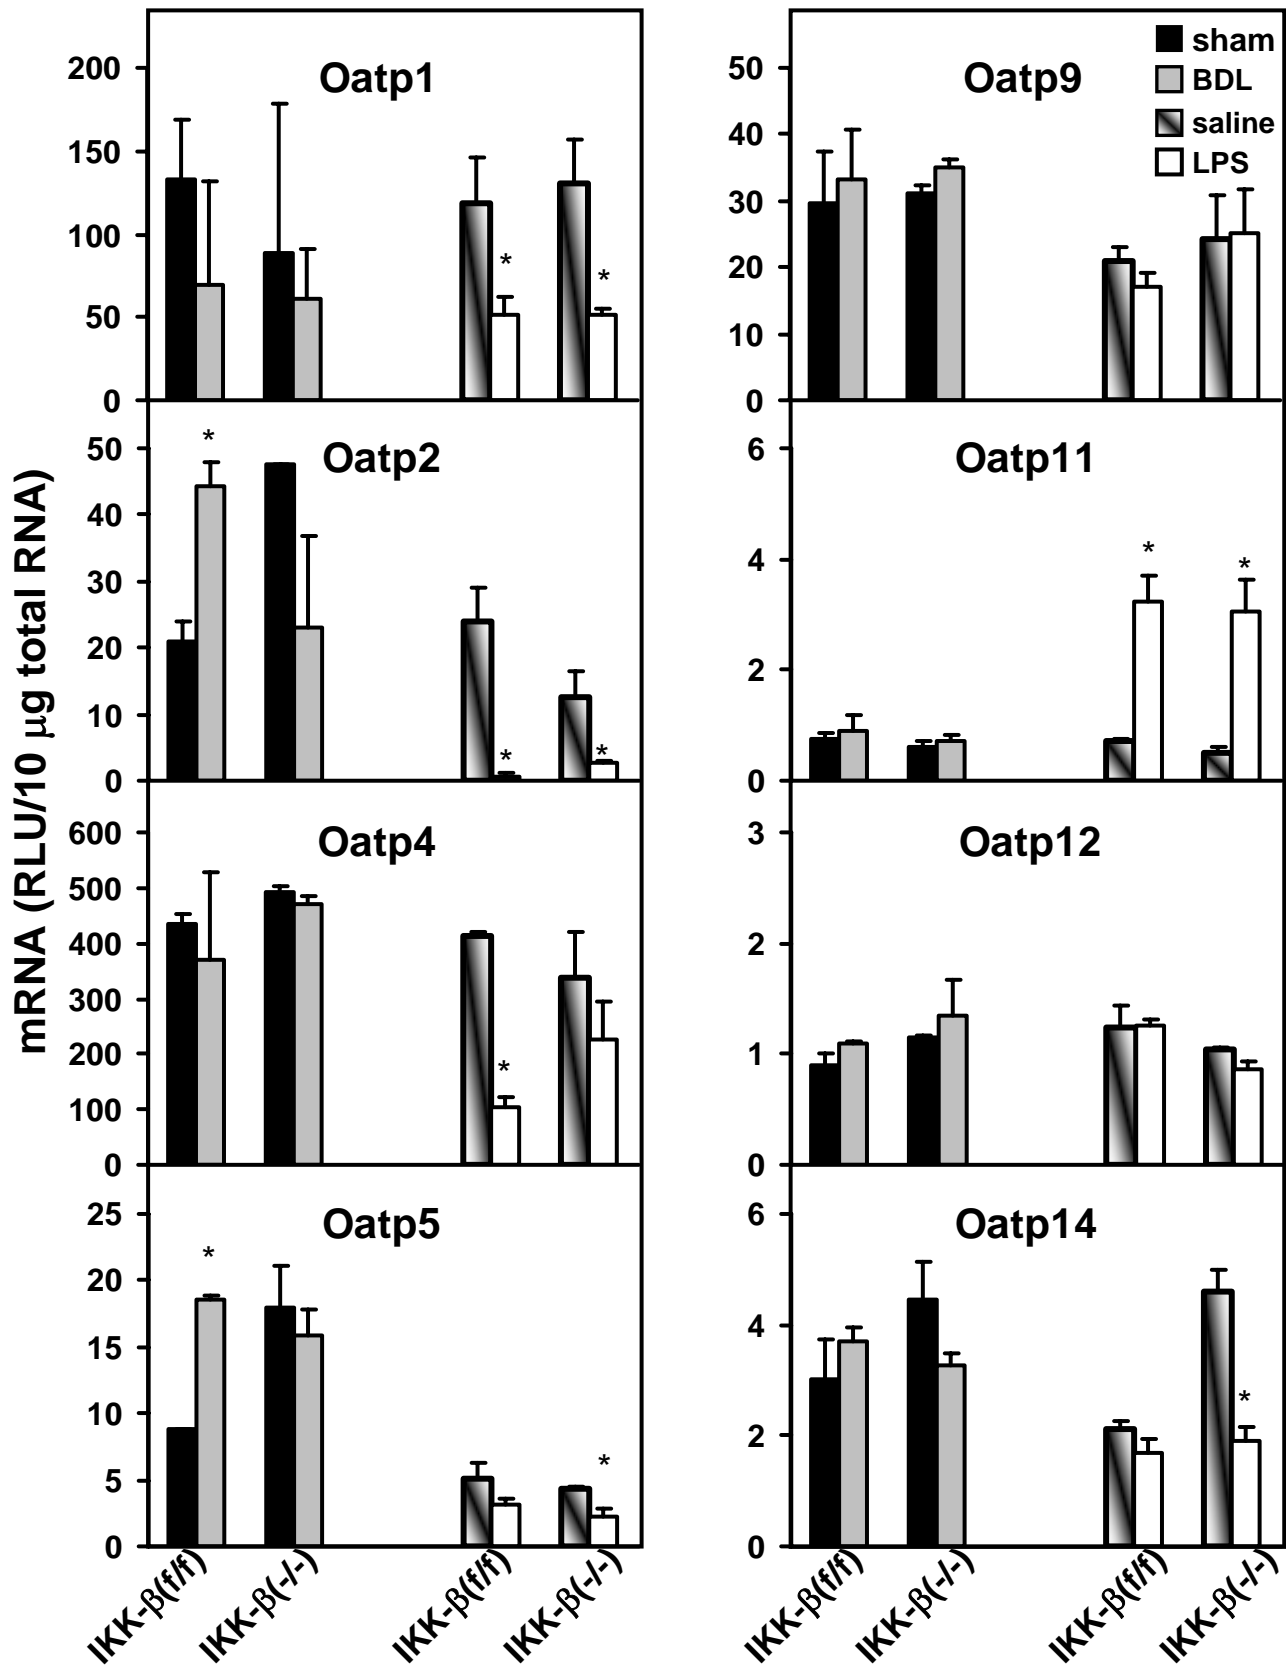 mRNA (RLU/10 μg total RNA)
Oatp1
200
150
100
50
0
*
*
Oatp2
50
40
30
20
10
0
*
*
*
Oatp4
600
500
400
300
200
100
0
*
Oatp5
25
20
15
10
5
0
*
*
IKK-β(f/f)
IKK-β(-/-)
IKK-β(f/f)
IKK-β(-/-)
Oatp9
50
40
30
20
10
0
sham
BDL
saline
LPS
Oatp11
6
4
2
0
*
*
Oatp12
3
2
1
0
Oatp14
6
4
2
0
*
IKK-β(f/f)
IKK-β(-/-)
IKK-β(f/f)
IKK-β(-/-)